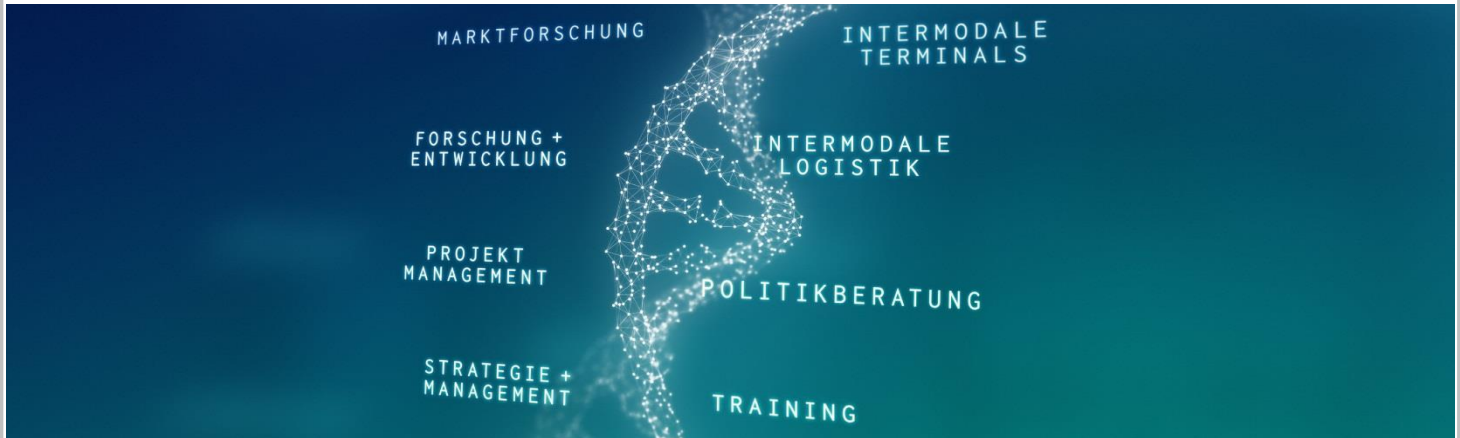 MARKTFORSCHUNG
INTERMODALE
TERMINALS
FORSCHUNG +
ENTWICKLUNG
INTERMODALE
LOGISTIK
PROJEKT
MANAGEMENT
POLITIKBERATUNG
STRATEGIE +
MANAGEMENT
TRAINING